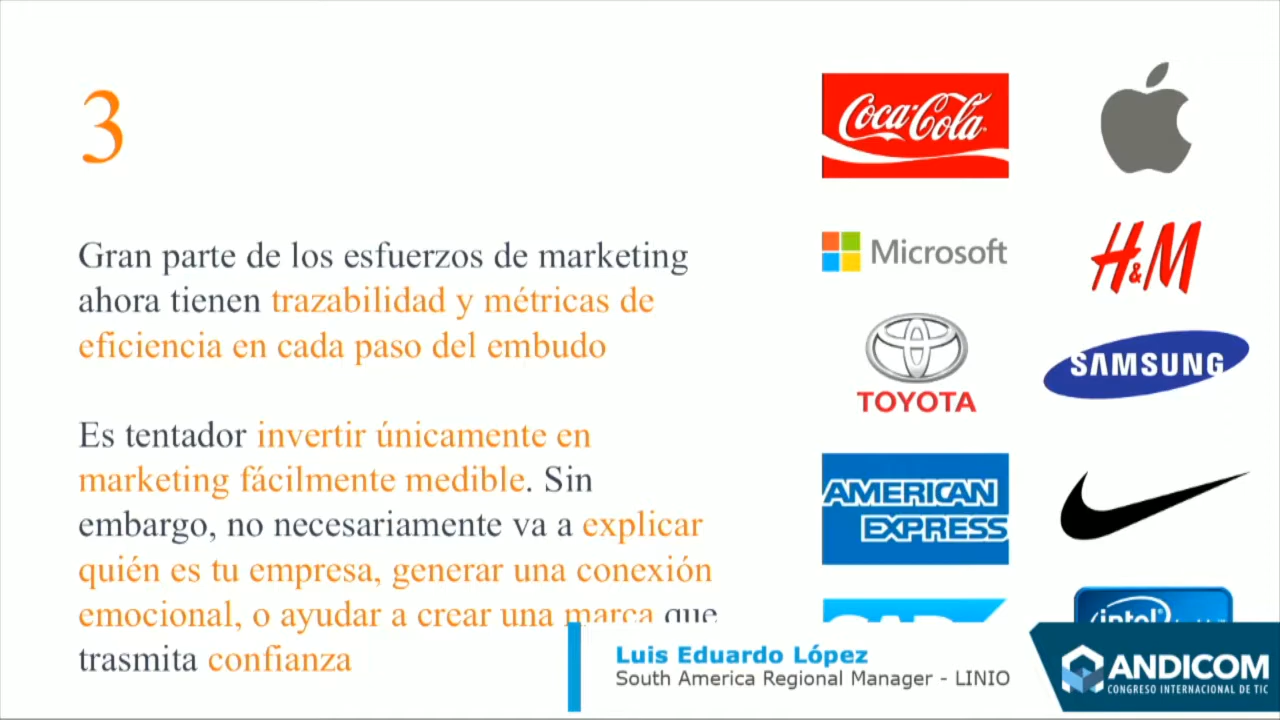 3
Gran parte de los esfuerzos de marketing
ahora tienen trazabilidad y métricas de
eficiencia en cada paso del embudo
Es tentador invertir únicamente en
marketing fácilmente medible. Sin
embargo, no necesariamente va a explicar
quién es tu empresa, generar una conexión
emocional, o ayudar a crear una marca que
trasmita confianza
Coca-Cola
Microsoft
H&M
TOYOTA
SAMSUNG
AMERICAN
EXPRESS
SAP
intel
Luis Eduardo López
South America Regional Manager - LINIO
ANDICOM
CONGRESO INTERNACIONAL DE TIC